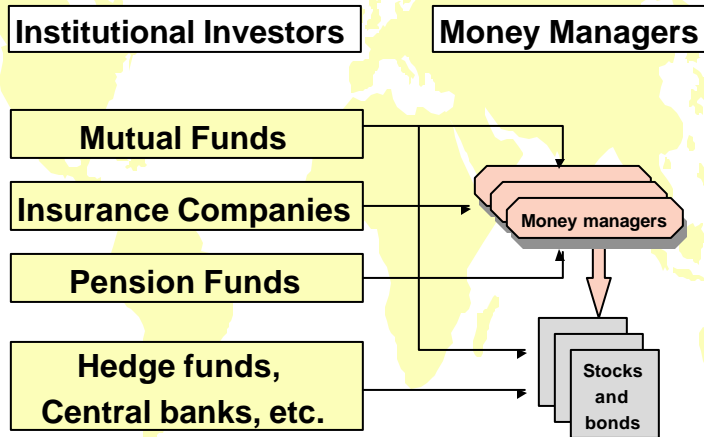 Institutional Investors
Money Managers
Mutual Funds
Insurance Companies
Money managers
Pension Funds
Hedge funds,
Central banks, etc.
Stocks
and
bonds